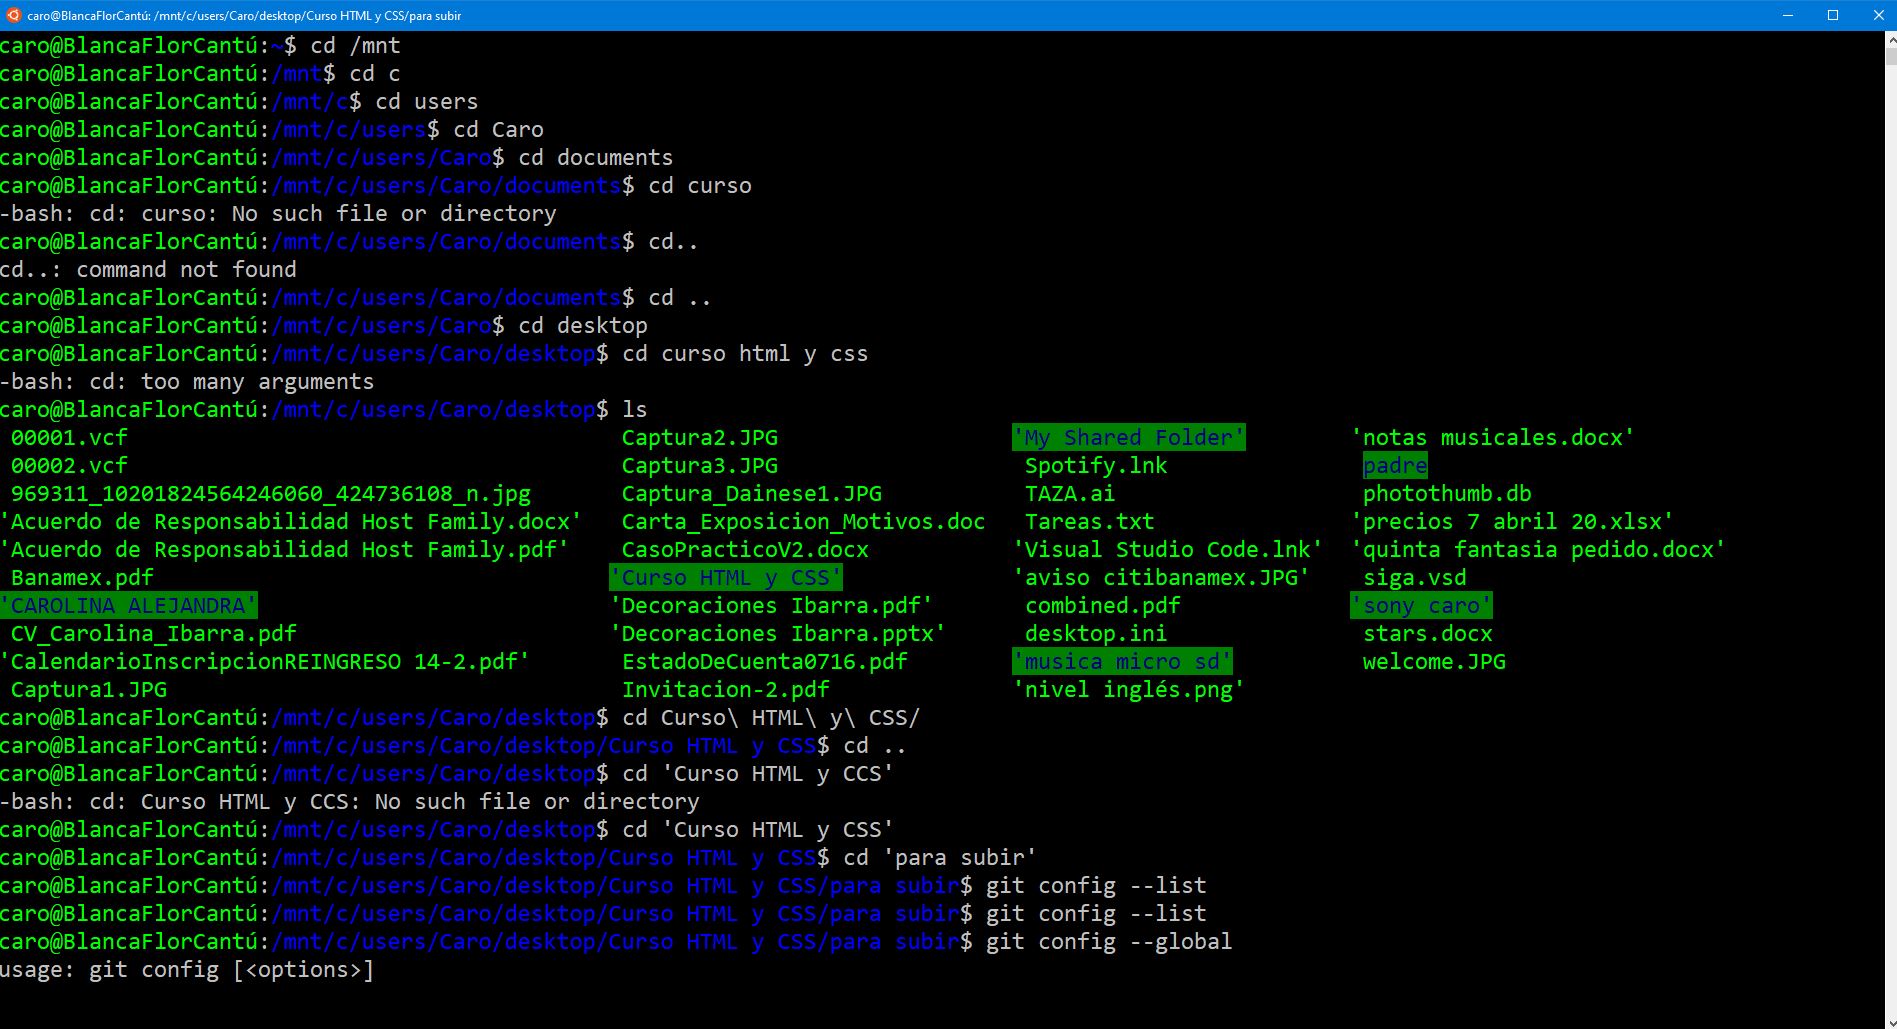 caro@BlancaFlorCantú: /mnt/c/users/Caro/desktop/Curso HTML y CSS/para subir
caro@BlancaFlorCantú:~$ cd /mnt
caro@BlancaFlorCantú:/mnt$ cd c
caro@BlancaFlorCantú:/mnt/c$ cd users
caro@BlancaFlorCantú:/mnt/c/users$ cd Caro
caro@BlancaFlorCantú:/mnt/c/users/Caro$ cd documents
caro@BlancaFlorCantú:/mnt/c/users/Caro/documents$ cd curso
-bash: cd: curso: No such file or directory
caro@BlancaFlorCantú:/mnt/c/users/Caro/documents$ cd..
cd..: command not found
caro@BlancaFlorCantú:/mnt/c/users/Caro/documents$ cd ..
caro@BlancaFlorCantú:/mnt/c/users/Caro$ cd desktop
caro@BlancaFlorCantú:/mnt/c/users/Caro/desktop$ cd curso html y css
-bash: cd: too many arguments
caro@BlancaFlorCantú:/mnt/c/users/Caro/desktop$ ls
00001.vcf Captura2.JPG 'My Shared Folder' 'notas musicales.docx'
00002.vcf Captura3.JPG Spotify.lnk padre
969311_10201824564246060_424736108_n.jpg Captura_Dainese1.JPG TAZA.ai photothumb.db
'Acuerdo de Responsabilidad Host Family.docx' Carta_Exposicion_Motivos.doc Tareas.txt 'precios 7 abril 20.xlsx'
'Acuerdo de Responsabilidad Host Family.pdf' CasoPracticoV2.docx 'Visual Studio Code.lnk' 'quinta fantasia pedido.docx'
Banamex.pdf 'Curso HTML y CSS' 'aviso citibanamex.JPG' siga.vsd
'CAROLINA ALEJANDRA' 'Decoraciones Ibarra.pdf' combined.pdf 'sony caro'
CV_Carolina_Ibarra.pdf 'Decoraciones Ibarra.pptx' desktop.ini stars.docx
'CalendarioInscripcionREINGRESO 14-2.pdf' EstadoDeCuenta0716.pdf 'musica micro sd' welcome.JPG
Captura1.JPG Invitacion-2.pdf 'nivel inglés.png'
caro@BlancaFlorCantú:/mnt/c/users/Caro/desktop$ cd Curso\ HTML\ y\ CSS/
caro@BlancaFlorCantú:/mnt/c/users/Caro/desktop/Curso HTML y CSS$ cd ..
caro@BlancaFlorCantú:/mnt/c/users/Caro/desktop$ cd 'Curso HTML y CCS'
-bash: cd: Curso HTML y CCS: No such file or directory
caro@BlancaFlorCantú:/mnt/c/users/Caro/desktop$ cd 'Curso HTML y CSS'
caro@BlancaFlorCantú:/mnt/c/users/Caro/desktop/Curso HTML y CSS$ cd 'para subir'
caro@BlancaFlorCantú:/mnt/c/users/Caro/desktop/Curso HTML y CSS/para subir$ git config --list
caro@BlancaFlorCantú:/mnt/c/users/Caro/desktop/Curso HTML y CSS/para subir$ git config --list
caro@BlancaFlorCantú:/mnt/c/users/Caro/desktop/Curso HTML y CSS/para subir$ git config --global
usage: git config [<options>]